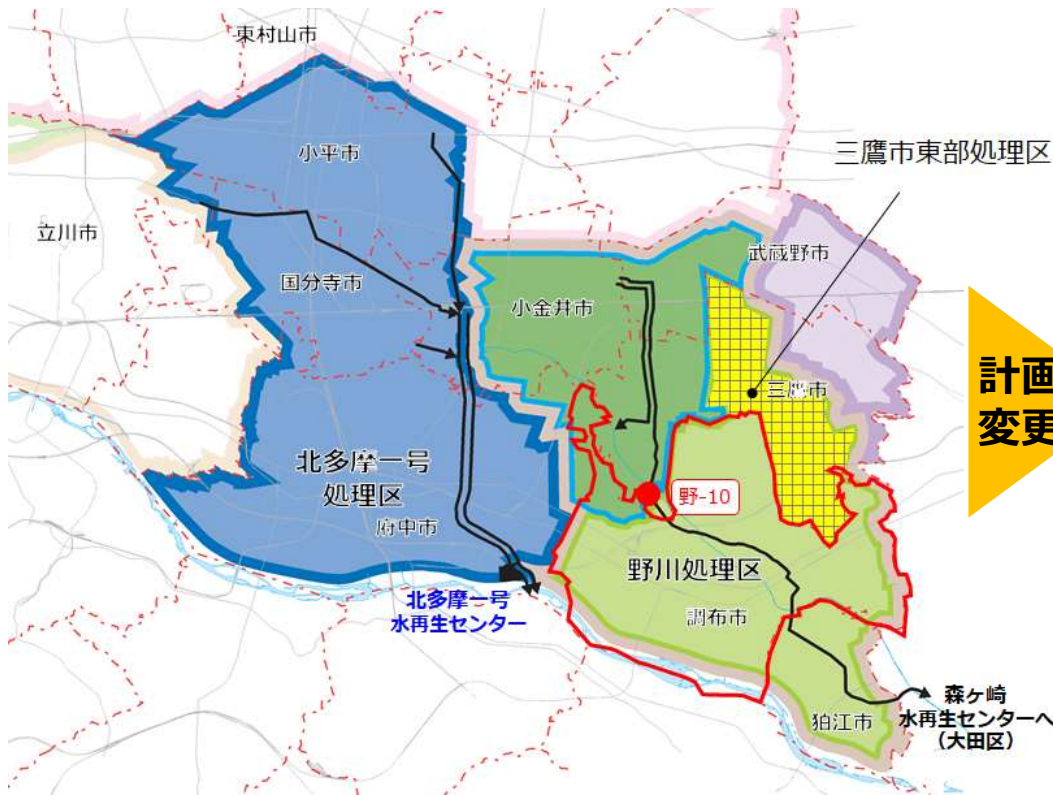 東村山市
小平市
三鷹市東部処理区
立川市
武蔵野市
国分寺市
小金井市
計画
変更
三鷹市
北多摩一号
処理区
野-10
府中市
野川処理区
北多摩一号
水再生センター
調布市
森ヶ崎
水再生センターへ
(大田区)
狛江市